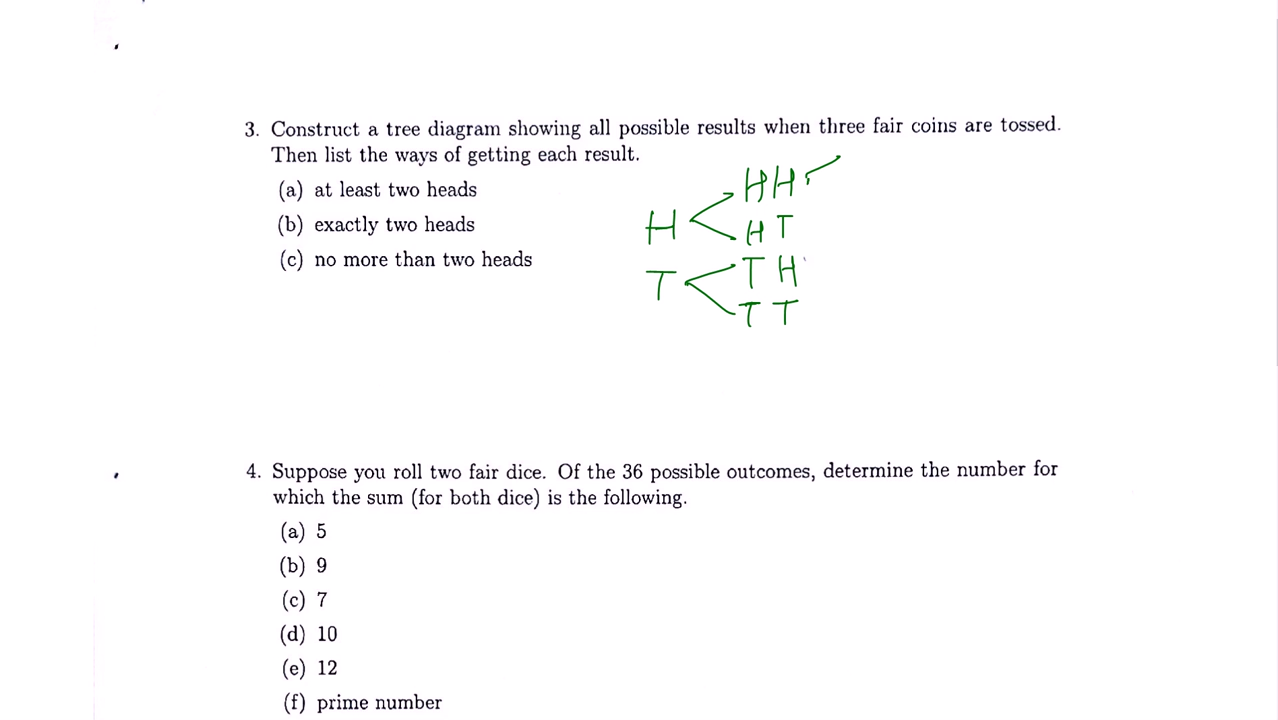 3. Construct a tree diagram showing all possible results when three fair coins are tossed.
Then list the ways of getting each result.
(a) at least two heads
(b) exactly two heads
(c) no more than two heads
H
HH
HT
T
TH
TT
4. Suppose you roll two fair dice. Of the 36 possible outcomes, determine the number for
which the sum (for both dice) is the following.
(a) 5
(b) 9
(c) 7
(d) 10
(e) 12
(f) prime number